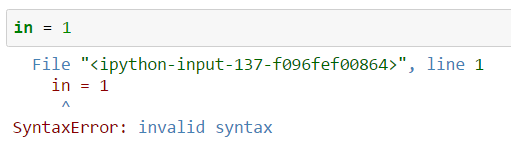 in = 1
File "<ipython-input-137-f096fef00864>", line 1
in = 1
^
SyntaxError: invalid syntax